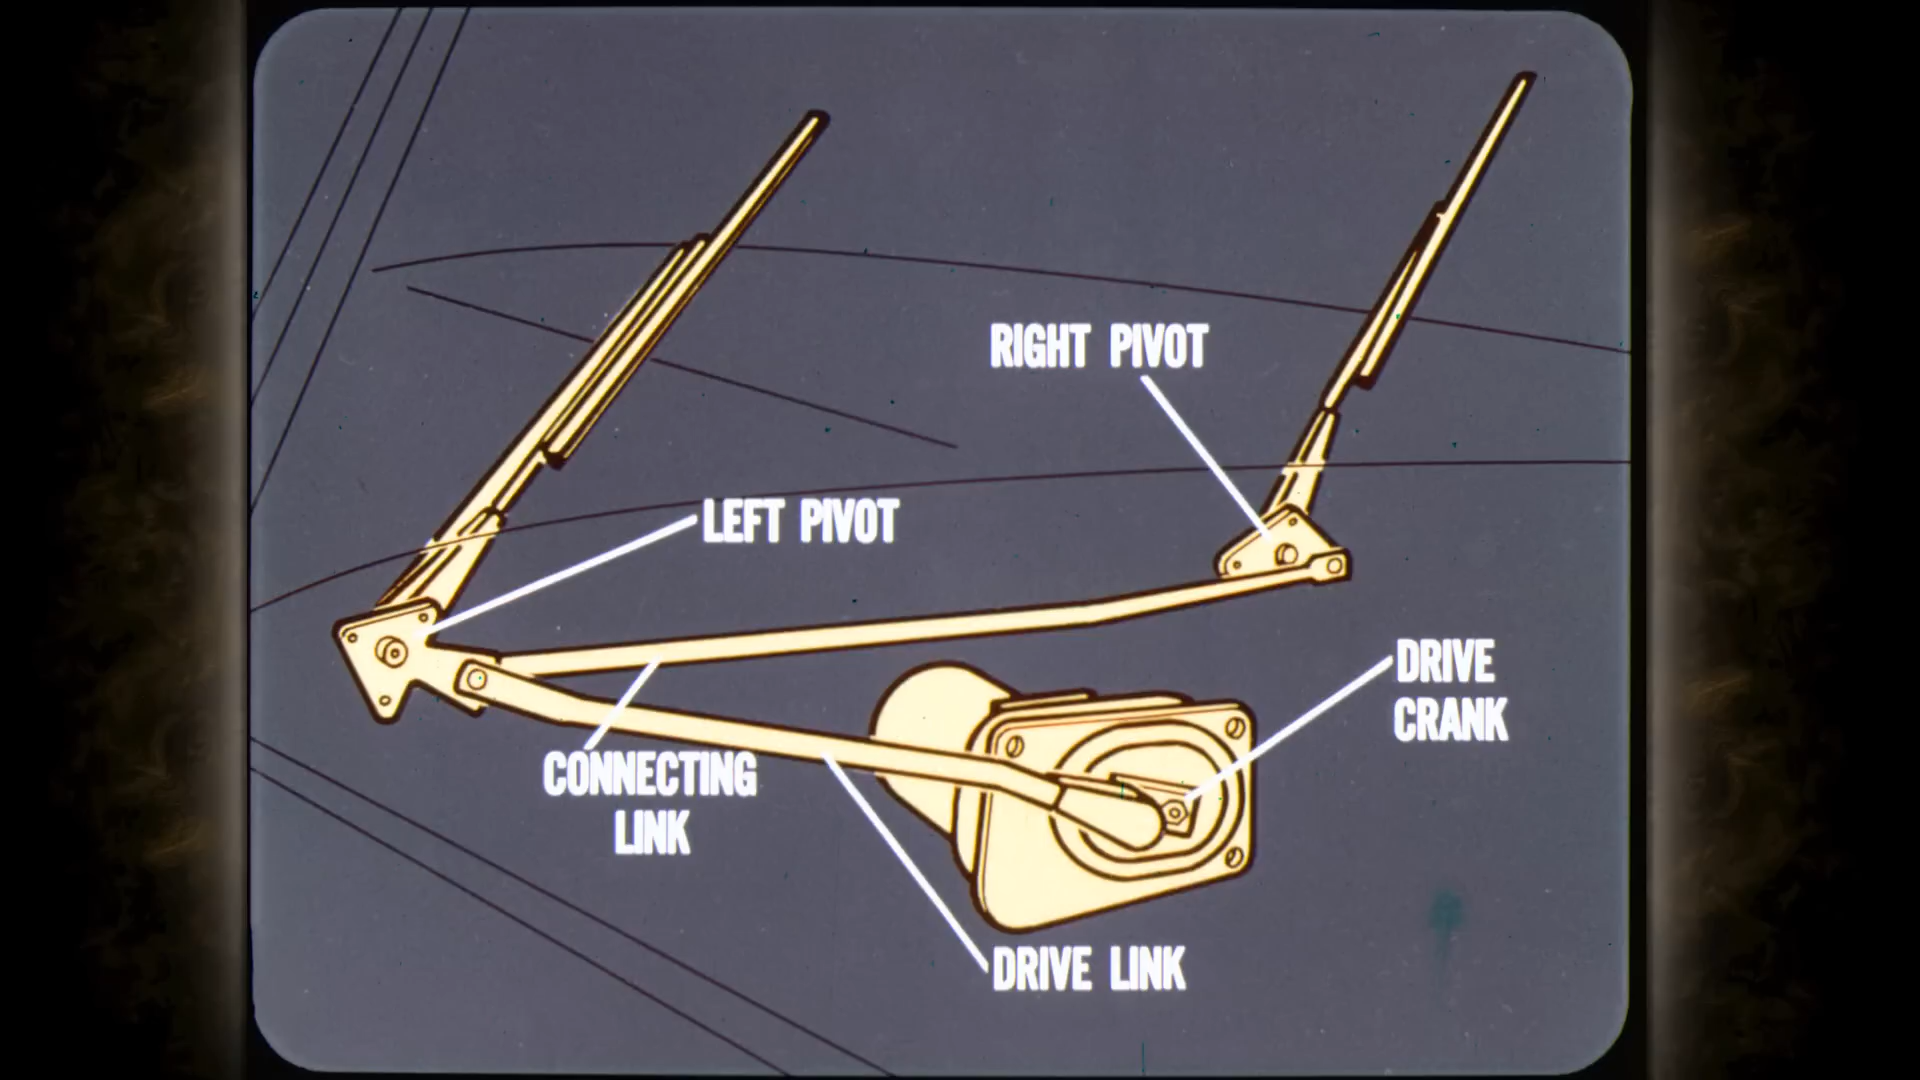 RIGHT PIVOT
LEFT PIVOT
DRIVE
CRANK
CONNECTING
LINK
DRIVE LINK